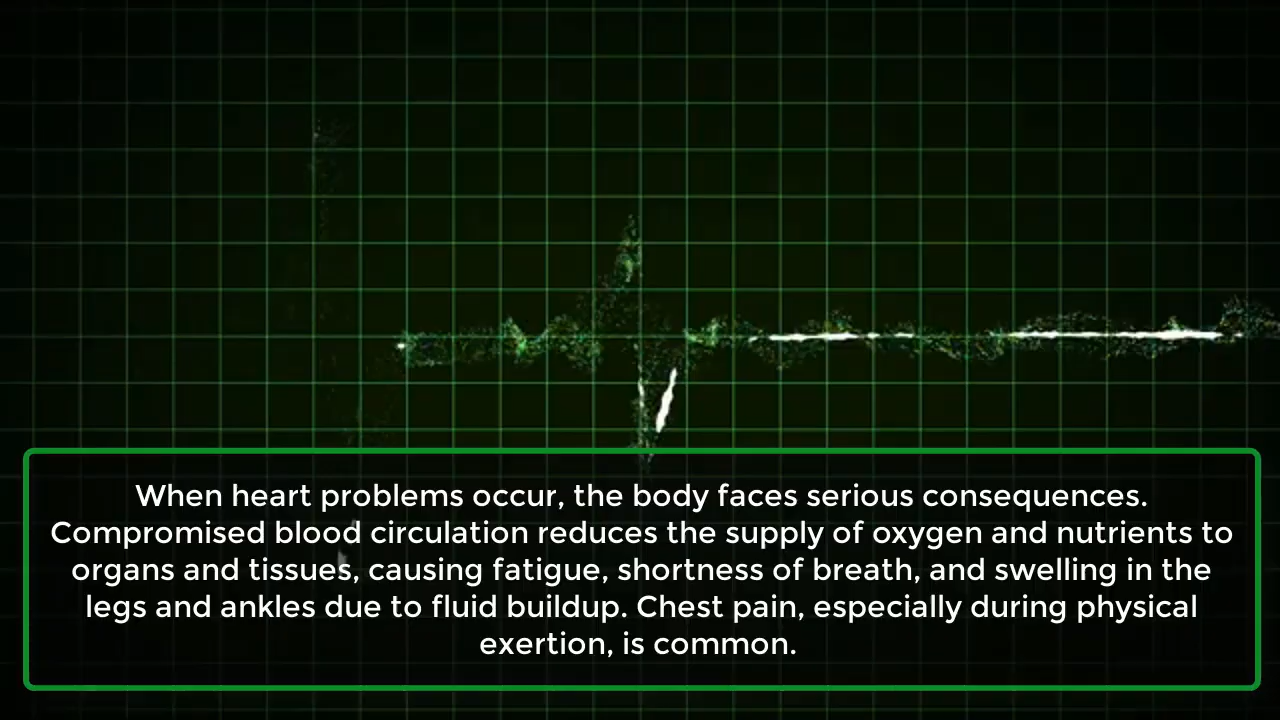 When heart problems occur, the body faces serious consequences.
Compromised blood circulation reduces the supply of oxygen and nutrients to
organs and tissues, causing fatigue, shortness of breath, and swelling in the
legs and ankles due to fluid buildup. Chest pain, especially during physical
exertion, is common.